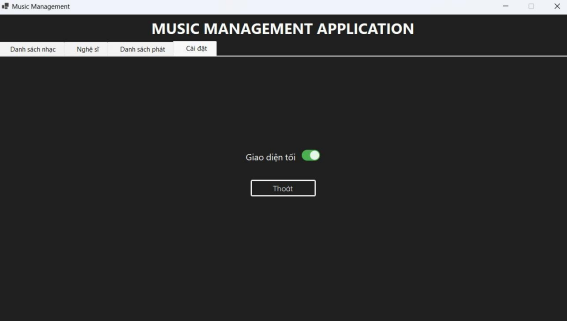 Music Management
MUSIC MANAGEMENT APPLICATION
Danh sách nhạc Nghệ sĩ Danh sách phát Cài đặt
Giao diện tối
Thoát